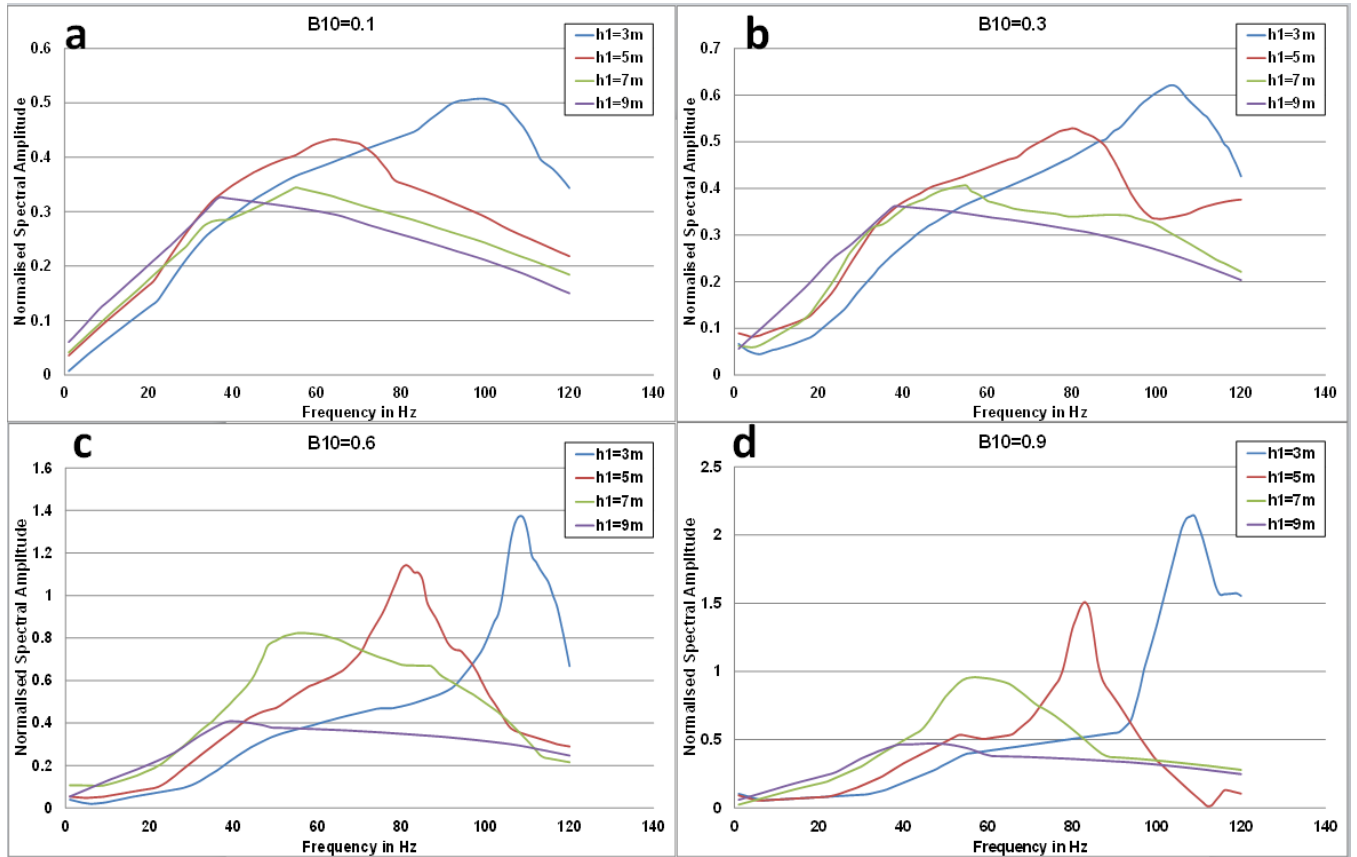 a
B10=0.1
h1=3m
h1=5m
h1=7m
h1=9m
Normalised Spectral Amplitude
0.6
0.5
0.4
0.3
0.2
0.1
0
0 20 40 60 80 100 120 140
Frequency in Hz
b
B10=0.3
h1=3m
h1=5m
h1=7m
h1=9m
Normalised Spectral Amplitude
0.7
0.6
0.5
0.4
0.3
0.2
0.1
0
0 20 40 60 80 100 120 140
Frequency in Hz
c
B10=0.6
h1=3m
h1=5m
h1=7m
h1=9m
Normalised Spectral Amplitude
1.6
1.4
1.2
1
0.8
0.6
0.4
0.2
0
0 20 40 60 80 100 120 140
Frequency in Hz
d
B10=0.9
h1=3m
h1=5m
h1=7m
h1=9m
Normalised Spectral Amplitude
2.5
2
1.5
1
0.5
0
0 20 40 60 80 100 120 140
Frequency in Hz